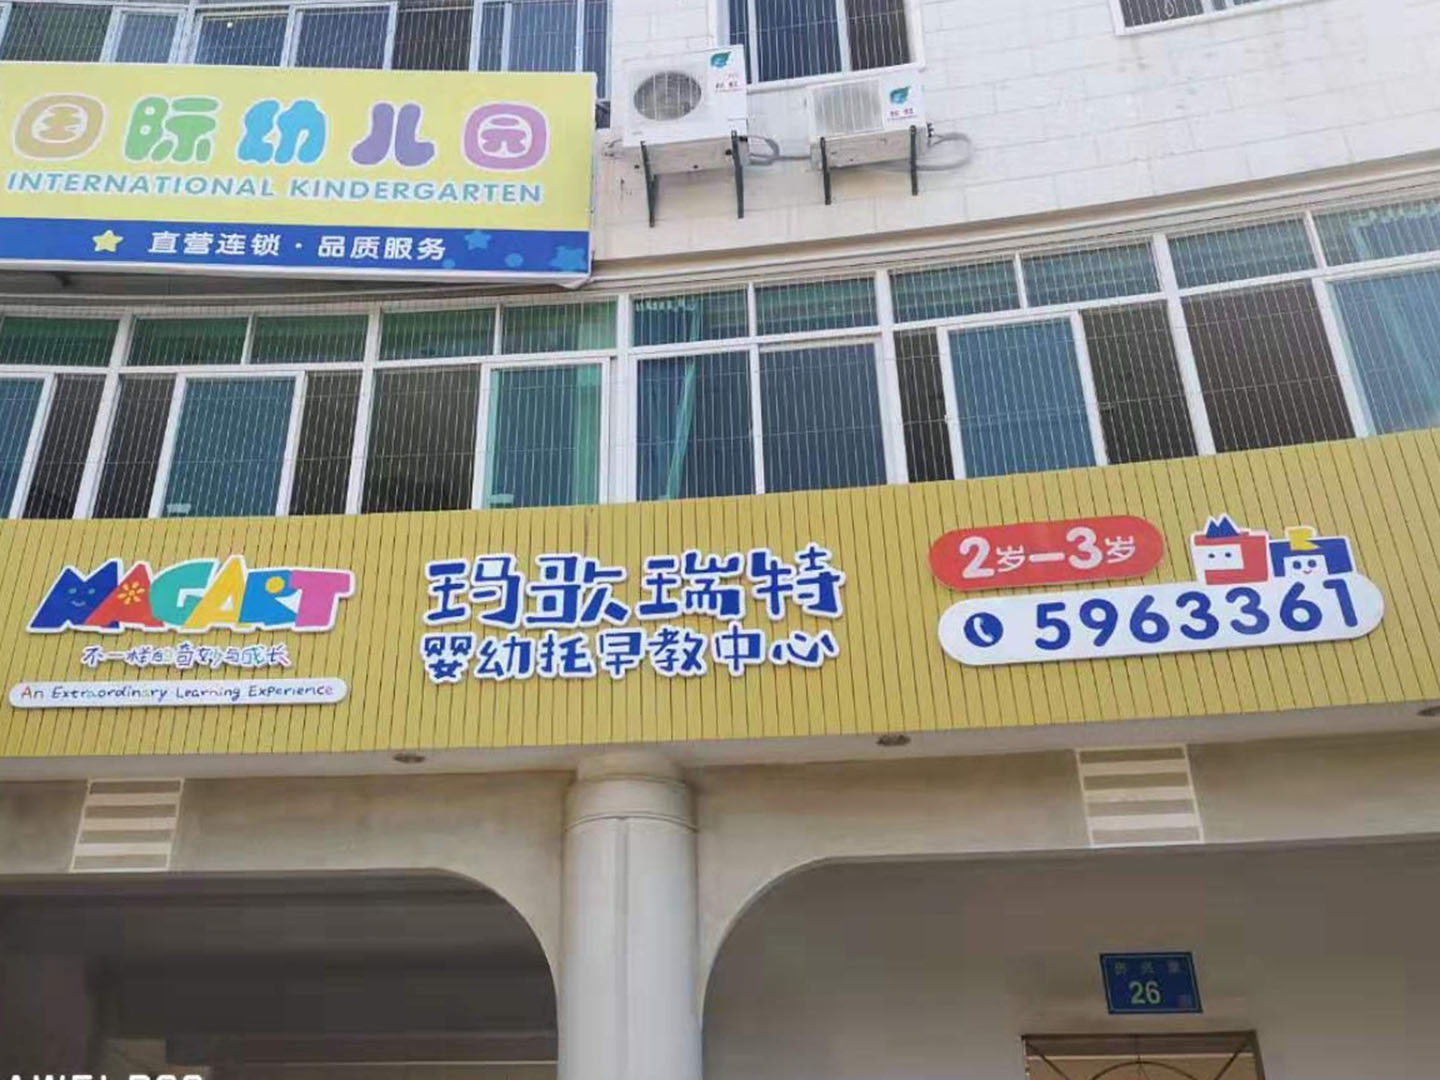 国际幼儿园
INTERNATIONAL KINDERGARTEN
直营连锁·品质服务
MAGART
不一样的奇妙与成长
An Extraordinary Learning Experience
玛歌瑞特
婴幼托早教中心
2岁—3岁
5963361
26